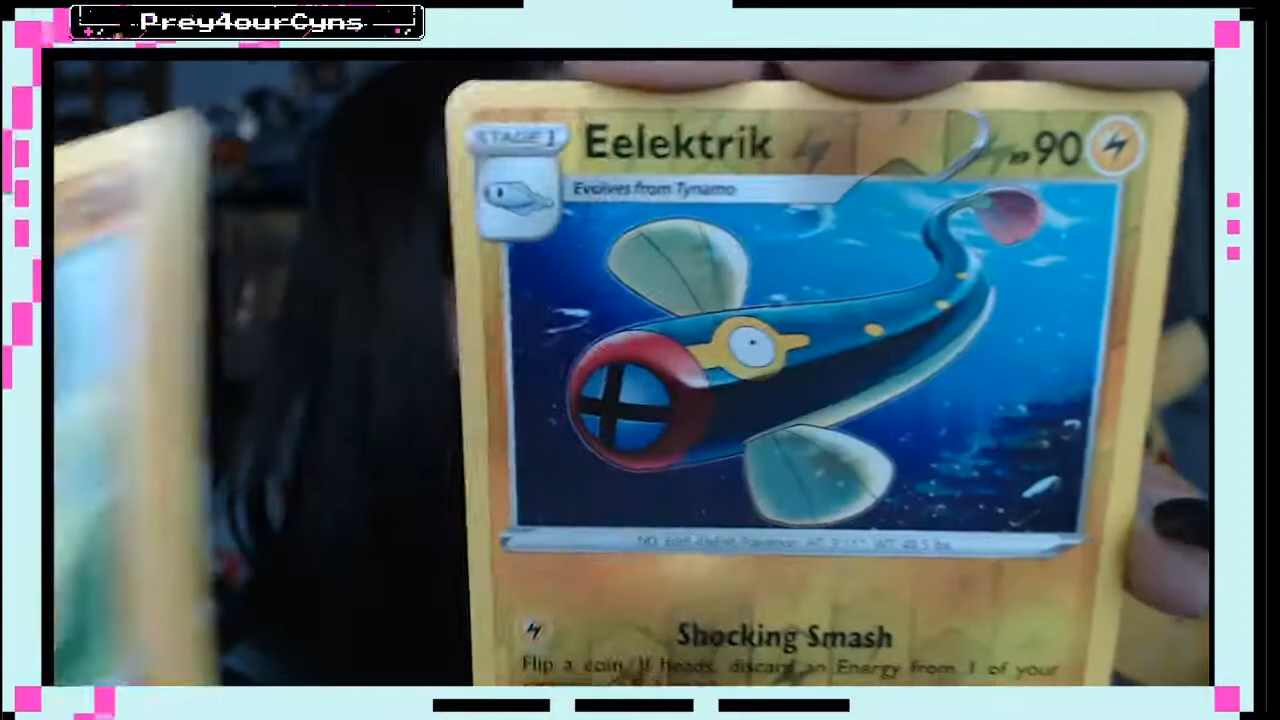 Prey4ourCyns
STAGE 1
Eelektrik
HP 90
Evolves from Tynamo
Shocking Smash
Flip a coin. If heads, discard an Energy from 1 of your